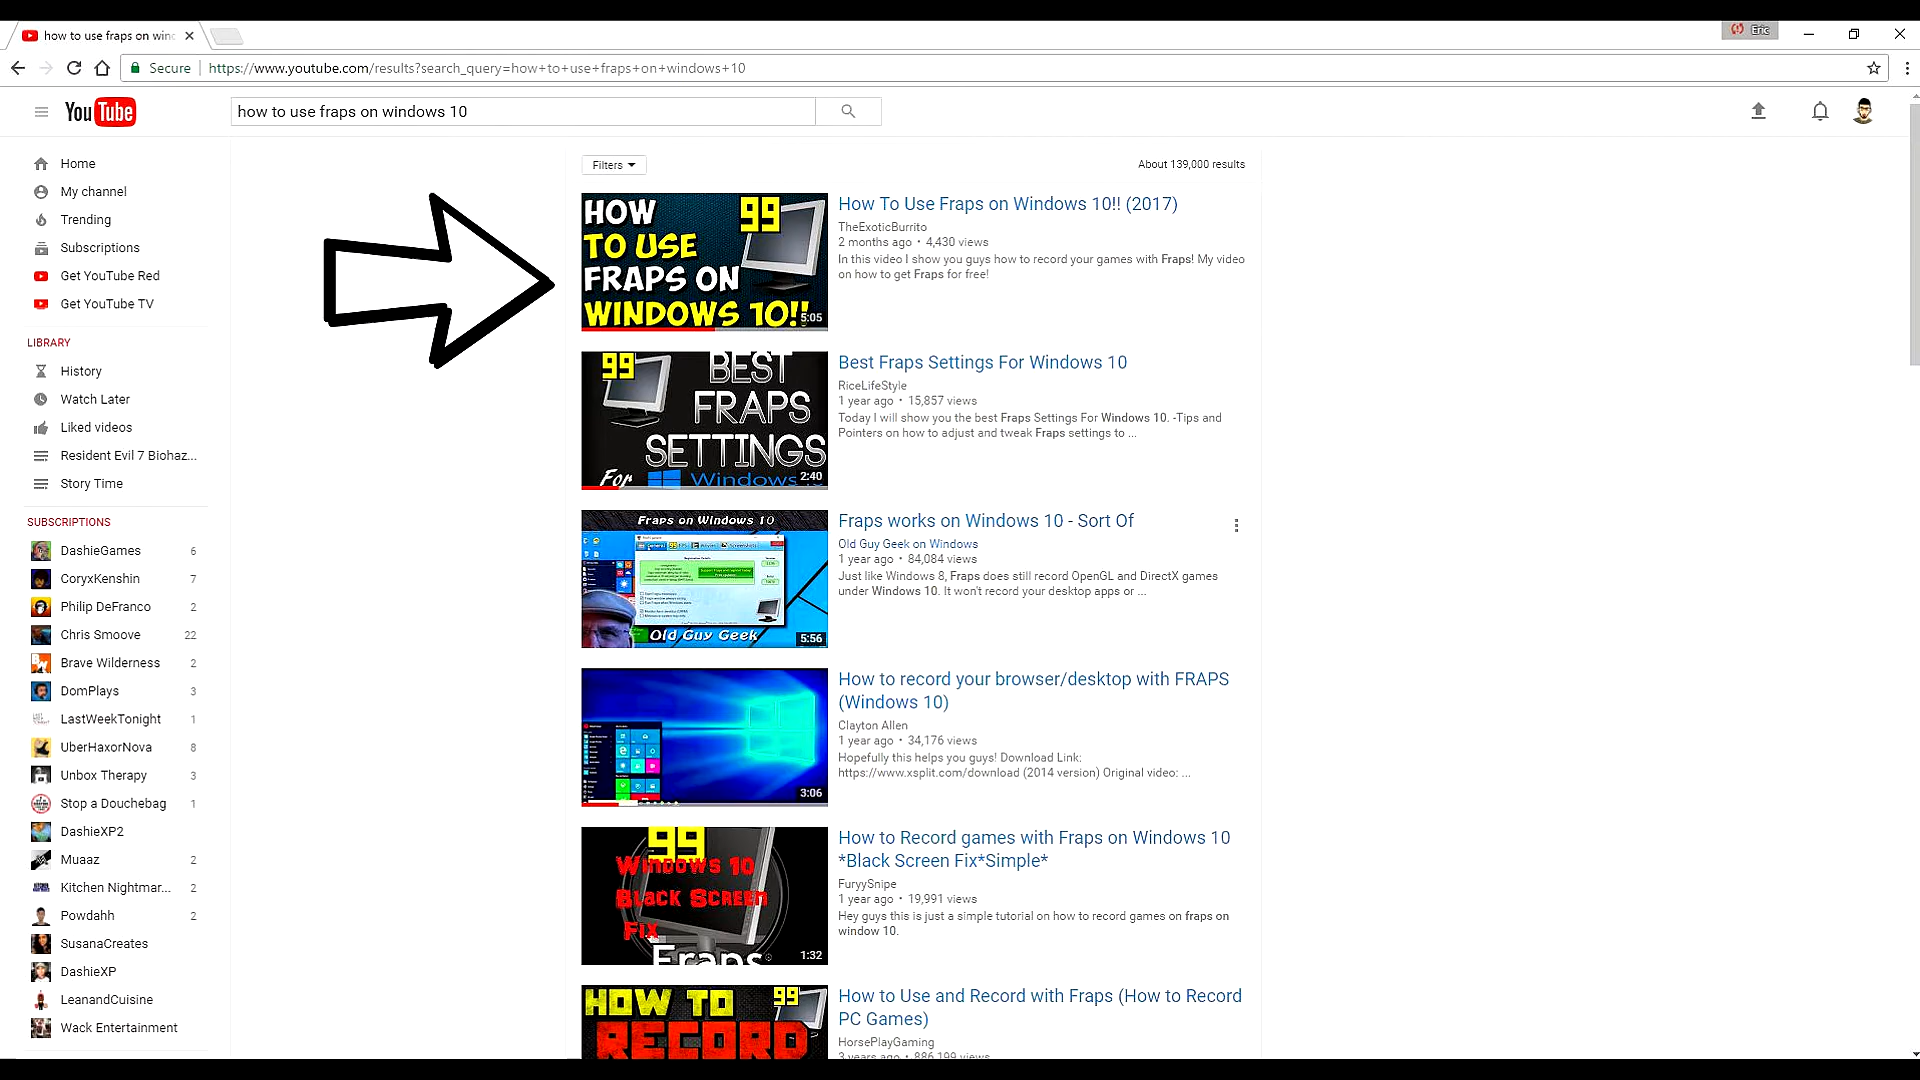 how to use fraps on winc
Eric
Secure
https://www.youtube.com/results?search_query=how+to+use+fraps+on+windows+10
YouTube
how to use fraps on windows 10
Home
My channel
Trending
Subscriptions
Get YouTube Red
Get YouTube TV
LIBRARY
History
Watch Later
Liked videos
Resident Evil 7 Biohaz...
Story Time
SUBSCRIPTIONS
DashieGames 6
CoryxKenshin 7
Philip DeFranco 2
Chris Smoove 22
Brave Wilderness 2
DomPlays 3
LastWeekTonight 1
UberHaxorNova 8
Unbox Therapy 3
Stop a Douchebag 1
DashieXP2
Muaaz 2
Kitchen Nightmar... 2
Powdahh 2
SusanaCreates
DashieXP
LeanandCuisine
Wack Entertainment
Filters
About 139,000 results
HOW
TO USE
FRAPS ON
WINDOWS 10!!
99
5:05
How To Use Fraps on Windows 10!! (2017)
TheExoticBurrito
2 months ago • 4,430 views
In this video I show you guys how to record your games with Fraps! My video
on how to get Fraps for free!
99
BEST
FRAPS
SETTINGS
For Windows 10
2:40
Best Fraps Settings For Windows 10
RiceLifeStyle
1 year ago • 15,857 views
Today I will show you the best Fraps Settings For Windows 10. -Tips and
Pointers on how to adjust and tweak Fraps settings to ...
Fraps on Windows 10
Old Guy Geek
5:56
Fraps works on Windows 10 - Sort Of
Old Guy Geek on Windows
1 year ago • 84,084 views
Just like Windows 8, Fraps does still record OpenGL and DirectX games
under Windows 10. It won't record your desktop apps or ...
3:06
How to record your browser/desktop with FRAPS
(Windows 10)
Clayton Allen
1 year ago • 34,176 views
Hopefully this helps you guys! Download Link:
https://www.xsplit.com/download (2014 version) Original video: ...
99
Windows 10
Black Screen
Fix
Fraps
1:32
How to Record games with Fraps on Windows 10
*Black Screen Fix*Simple*
FuryySnipe
1 year ago • 19,991 views
Hey guys this is just a simple tutorial on how to record games on fraps on
window 10.
HOW TO
99
RECORD
How to Use and Record with Fraps (How to Record
PC Games)
HorsePlayGaming
3 years ago • 886,199 views